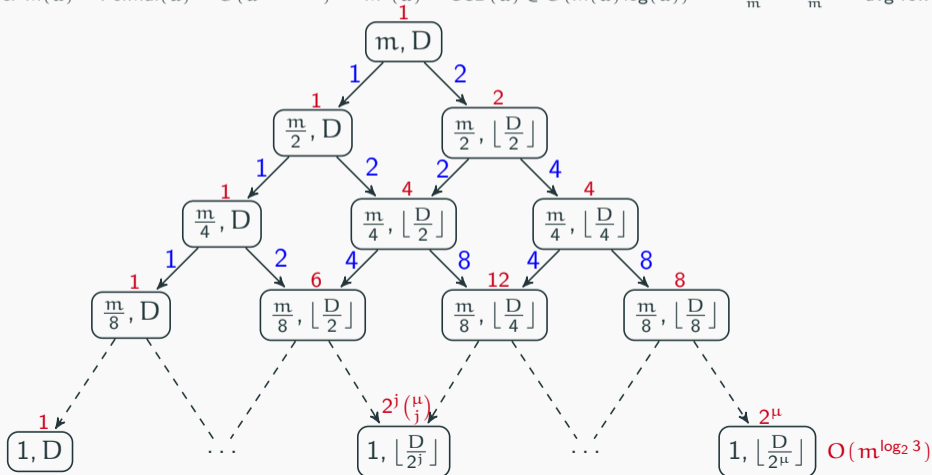 1
m, D
1 2
1 2
m/2, D m/2, ⌊D/2⌋
1 2 2 4
1 4 4
m/4, D m/4, ⌊D/2⌋ m/4, ⌊D/4⌋
1 2 4 8 4 8
1 6 12 8
m/8, D m/8, ⌊D/2⌋ m/8, ⌊D/4⌋ m/8, ⌊D/8⌋
1 2^j (μ j) 2^μ
1, D ... 1, ⌊D/2^j⌋ ... 1, ⌊D/2^μ⌋ O(m^{log₂ 3})